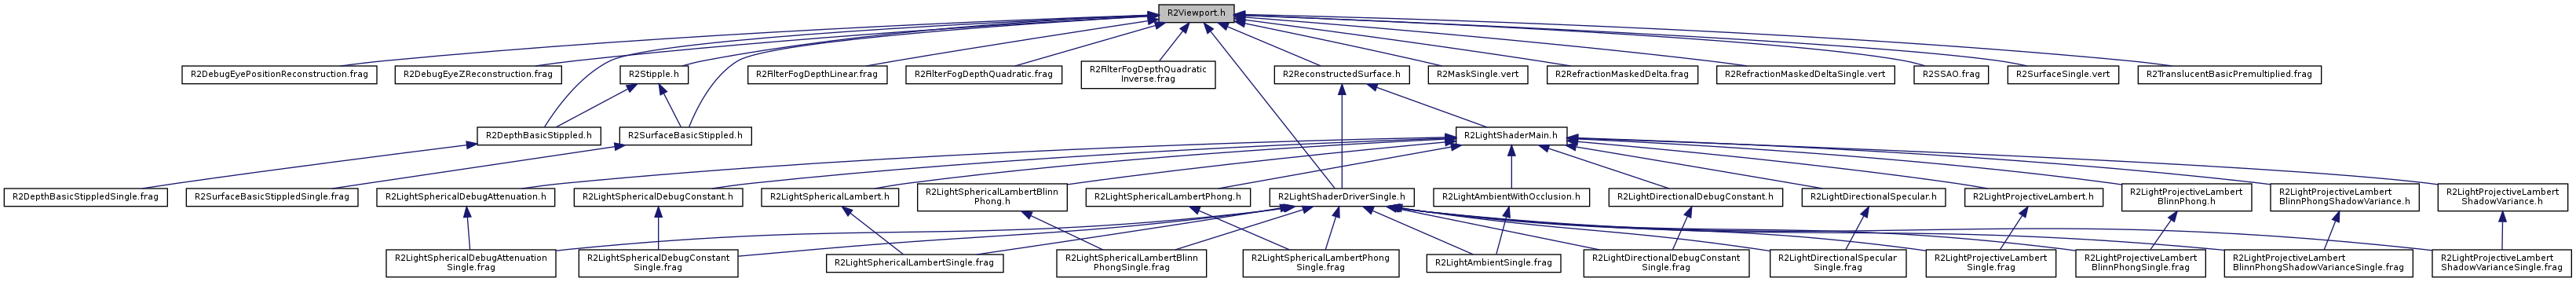 R2Viewport.h
R2DebugEyePositionReconstruction.frag
R2DebugEyeZReconstruction.frag
R2Stipple.h
R2FilterFogDepthLinear.frag
R2FilterFogDepthQuadratic.frag
R2FilterFogDepthQuadratic
Inverse.frag
R2ReconstructedSurface.h
R2MaskSingle.vert
R2RefractionMaskedDelta.frag
R2RefractionMaskedDeltaSingle.vert
R2SSAO.frag
R2SurfaceSingle.vert
R2TranslucentBasicPremultiplied.frag
R2DepthBasicStippled.h
R2SurfaceBasicStippled.h
R2LightShaderMain.h
R2DepthBasicStippledSingle.frag
R2SurfaceBasicStippledSingle.frag
R2LightSphericalDebugAttenuation.h
R2LightSphericalDebugConstant.h
R2LightSphericalLambert.h
R2LightSphericalLambertBlinn
Phong.h
R2LightSphericalLambertPhong.h
R2LightShaderDriverSingle.h
R2LightAmbientWithOcclusion.h
R2LightDirectionalDebugConstant.h
R2LightDirectionalSpecular.h
R2LightProjectiveLambert.h
R2LightProjectiveLambert
BlinnPhong.h
R2LightProjectiveLambert
BlinnPhongShadowVariance.h
R2LightProjectiveLambert
ShadowVariance.h
R2LightSphericalDebugAttenuation
Single.frag
R2LightSphericalDebugConstant
Single.frag
R2LightSphericalLambertSingle.frag
R2LightSphericalLambertBlinn
PhongSingle.frag
R2LightSphericalLambertPhong
Single.frag
R2LightAmbientSingle.frag
R2LightDirectionalDebugConstant
Single.frag
R2LightDirectionalSpecular
Single.frag
R2LightProjectiveLambert
Single.frag
R2LightProjectiveLambert
BlinnPhongSingle.frag
R2LightProjectiveLambert
BlinnPhongShadowVarianceSingle.frag
R2LightProjectiveLambert
ShadowVarianceSingle.frag